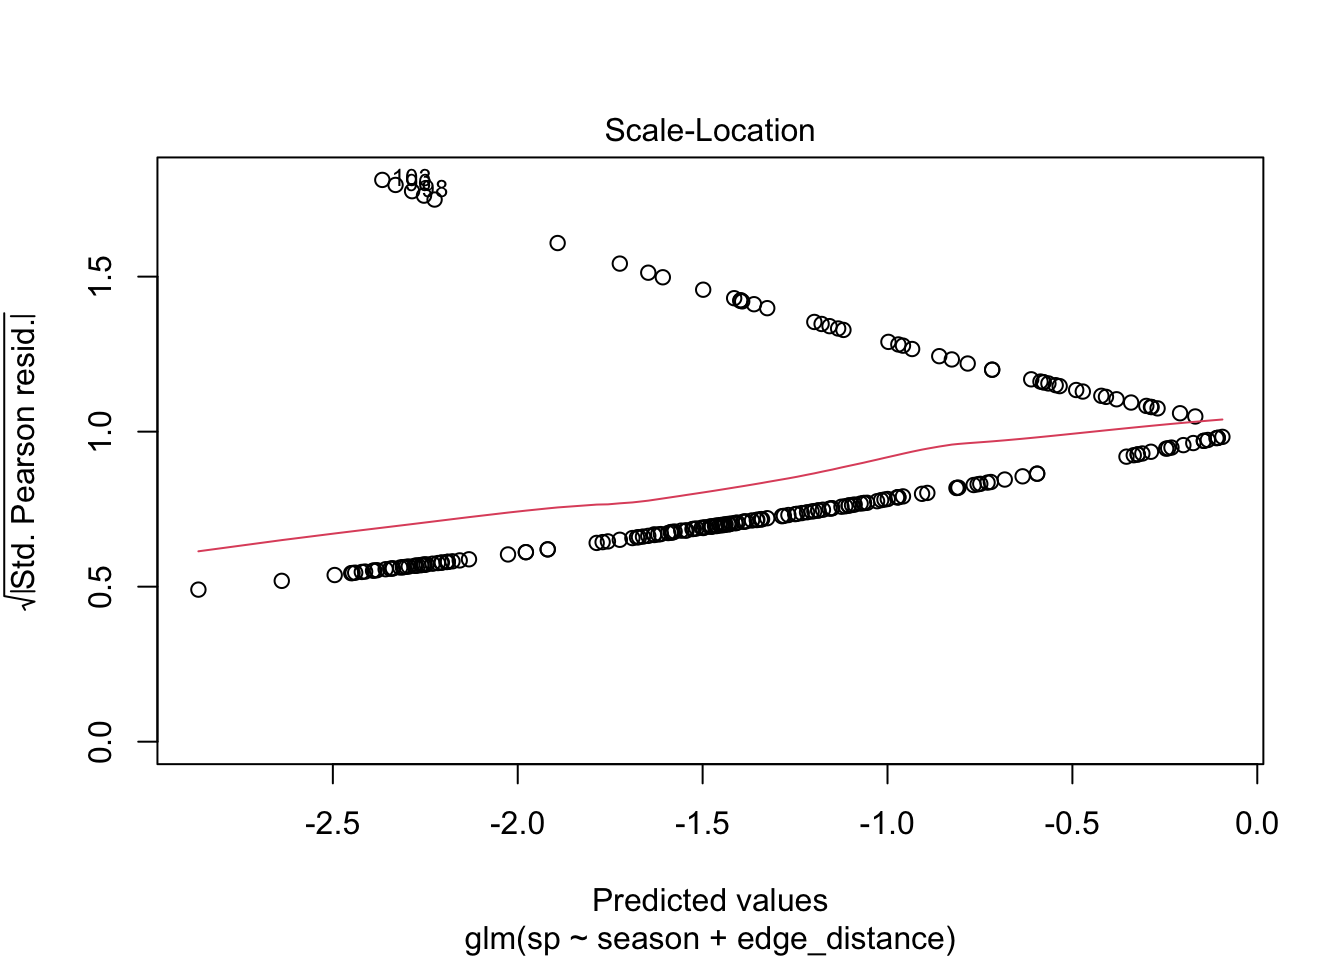 Scale-Location
103
√|Std. Pearson resid.|
1.5
1.0
0.5
0.0
-2.5 -2.0 -1.5 -1.0 -0.5 0.0
Predicted values
glm(sp ~ season + edge_distance)